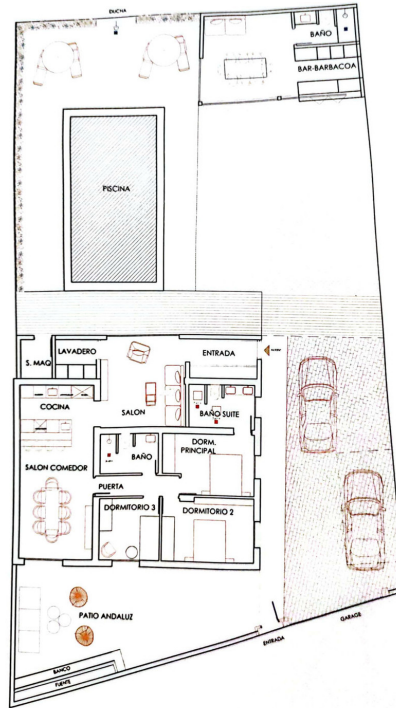 DUCHA
BAÑO
BAR-BARBACOA
PISCINA
S. MAQ
LAVADERO
ENTRADA
COCINA
SALON
BAÑO SUITE
DORM.
PRINCIPAL
BAÑO
SALON COMEDOR
PUERTA
DORMITORIO 3
DORMITORIO 2
PATIO ANDALUZ
GARAGE
ENTRADA
BANCO
FUENTE